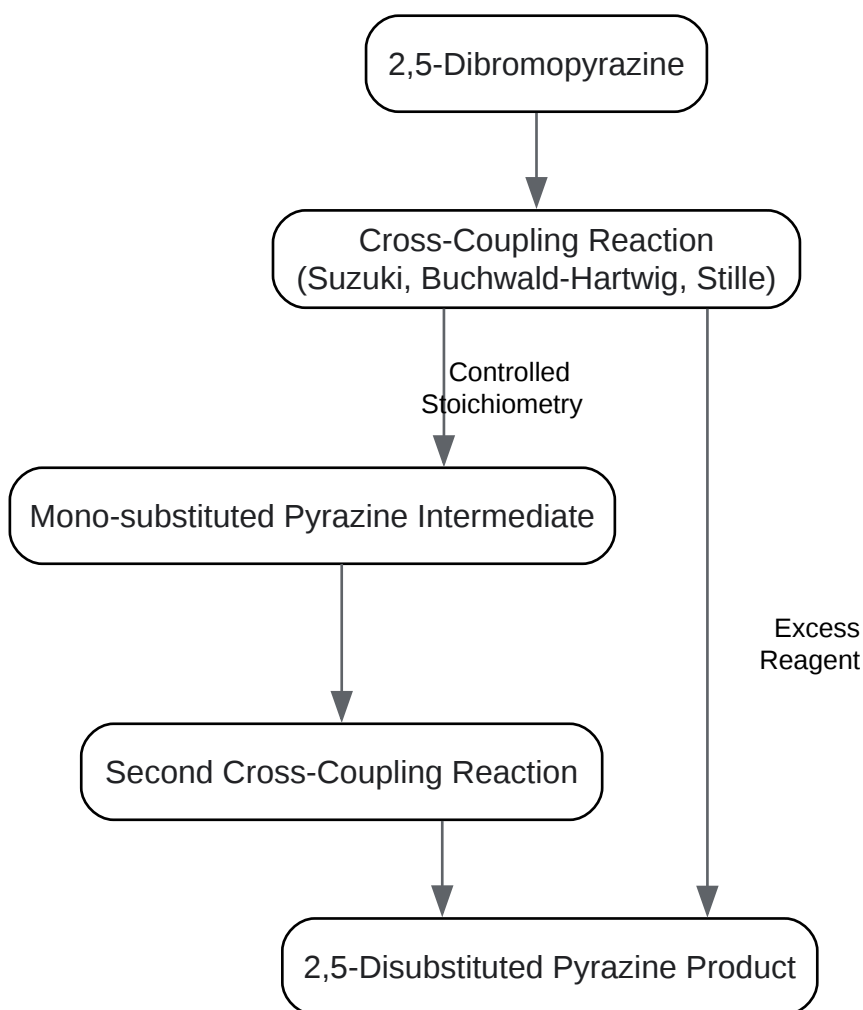 2,5-Dibromopyrazine
Cross-Coupling Reaction
(Suzuki, Buchwald-Hartwig, Stille)
Controlled
Stoichiometry
Mono-substituted Pyrazine Intermediate
Excess
Reagent
Second Cross-Coupling Reaction
2,5-Disubstituted Pyrazine Product